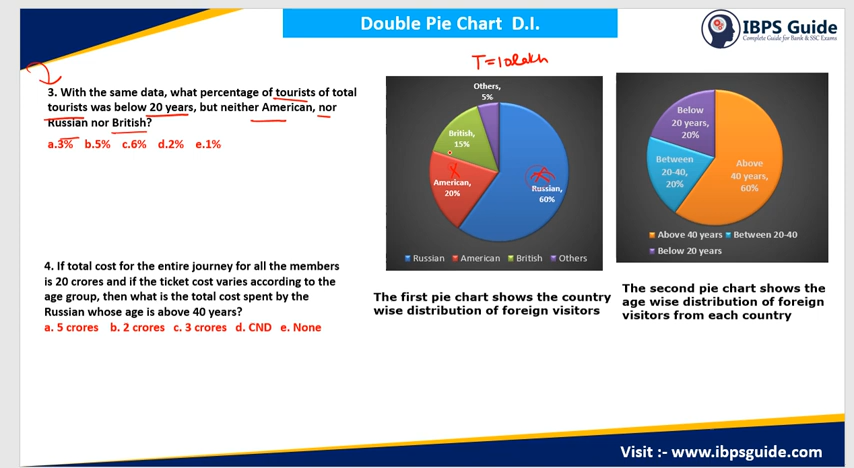 Double Pie Chart D.I.
IBPS Guide
Complete Guide for Bank & SSC Exams
T=10lakh
3. With the same data, what percentage of tourists of total
tourists was below 20 years, but neither American, nor
Russian nor British?
a.3% b.5% c.6% d.2% e.1%
Others,
5%
British,
15%
American,
20%
Russian,
60%
Russian American British Others
The first pie chart shows the country
wise distribution of foreign visitors
Below
20 years,
20%
Between
20-40,
20%
Above
40 years,
60%
Above 40 years Between 20-40
Below 20 years
The second pie chart shows the
age wise distribution of foreign
visitors from each country
4. If total cost for the entire journey for all the members
is 20 crores and if the ticket cost varies according to the
age group, then what is the total cost spent by the
Russian whose age is above 40 years?
a. 5 crores b. 2 crores c. 3 crores d. CND e. None
Visit :- www.ibpsguide.com